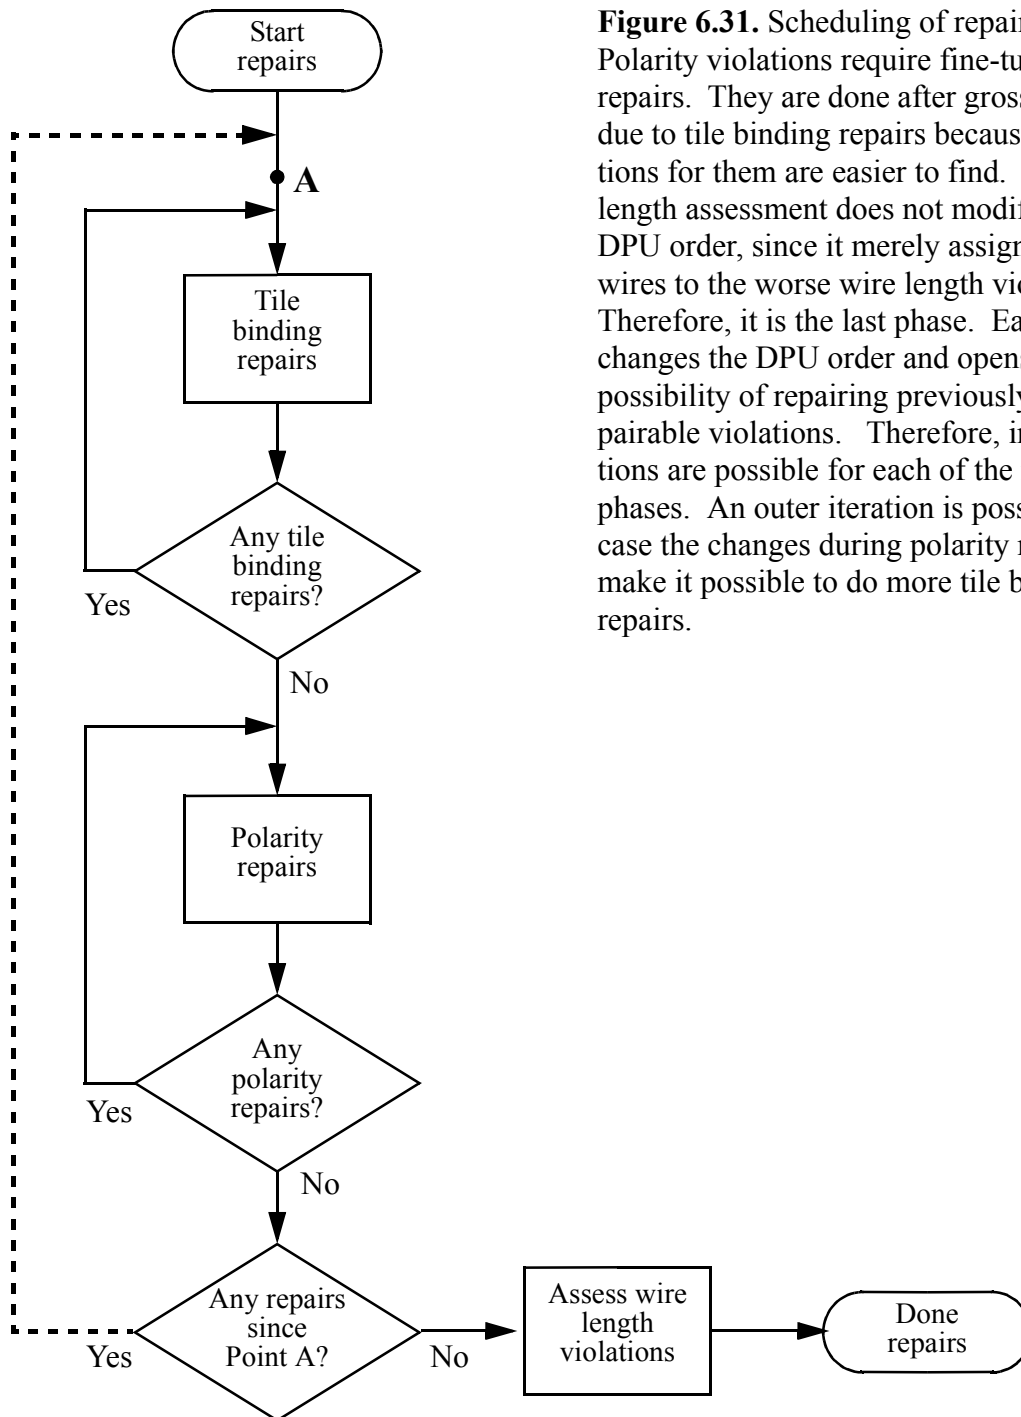 Start
repairs
A
Tile
binding
repairs
Any tile
binding
repairs?
Yes
No
Polarity
repairs
Any
polarity
repairs?
Yes
No
Any repairs
since
Point A?
Yes
No
Assess wire
length
violations
Done
repairs
Figure 6.31. Scheduling of repair
Polarity violations require fine-tu
repairs. They are done after gross
due to tile binding repairs becaus
tions for them are easier to find.
length assessment does not modif
DPU order, since it merely assign
wires to the worse wire length vio
Therefore, it is the last phase. Ea
changes the DPU order and opens
possibility of repairing previously
pairable violations. Therefore, in
tions are possible for each of the
phases. An outer iteration is poss
case the changes during polarity r
make it possible to do more tile b
repairs.